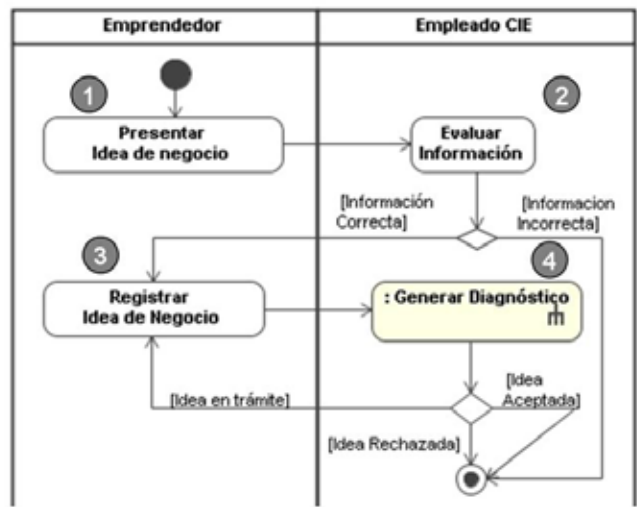 Emprendedor
Empleado CIE
1
2
Presentar
Idea de negocio
Evaluar
Información
[Información
Correcta]
[Informacion
Incorrecta]
3
4
Registrar
Idea de Negocio
: Generar Diagnóstico
[Idea
Aceptada]
[Idea en trámite]
[Idea Rechazada]